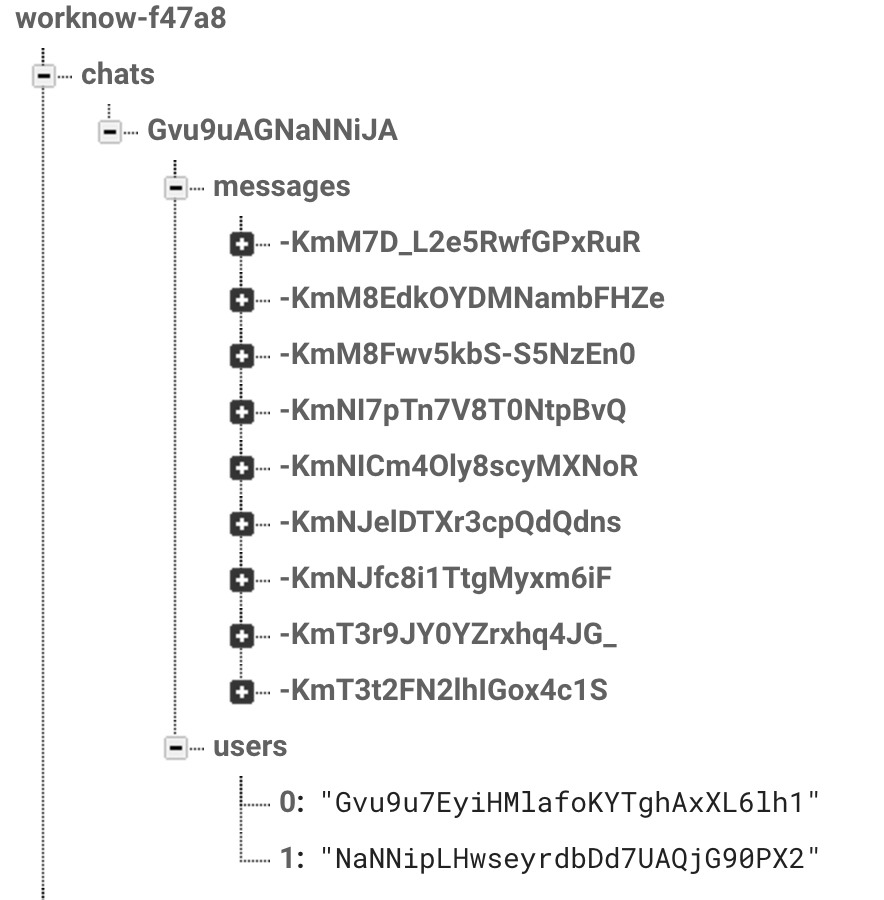 worknow-f47a8
chats
Gvu9uAGNaNNiJA
messages
-KmM7D_L2e5RwfGPxRuR
-KmM8EdkOYDMNambFHZe
-KmM8Fwv5kbS-S5NzEn0
-KmNI7pTn7V8T0NtpBvQ
-KmNICm4Oly8scyMXNoR
-KmNJelDTXr3cpQdQdns
-KmNJfc8i1TtgMyxm6iF
-KmT3r9JY0YZrxhq4JG_
-KmT3t2FN2lhIGox4c1S
users
0: "Gvu9u7EyiHMlafoKYTghAxXL6lh1"
1: "NaNNipLHwseyrdbDd7UAQjG90PX2"